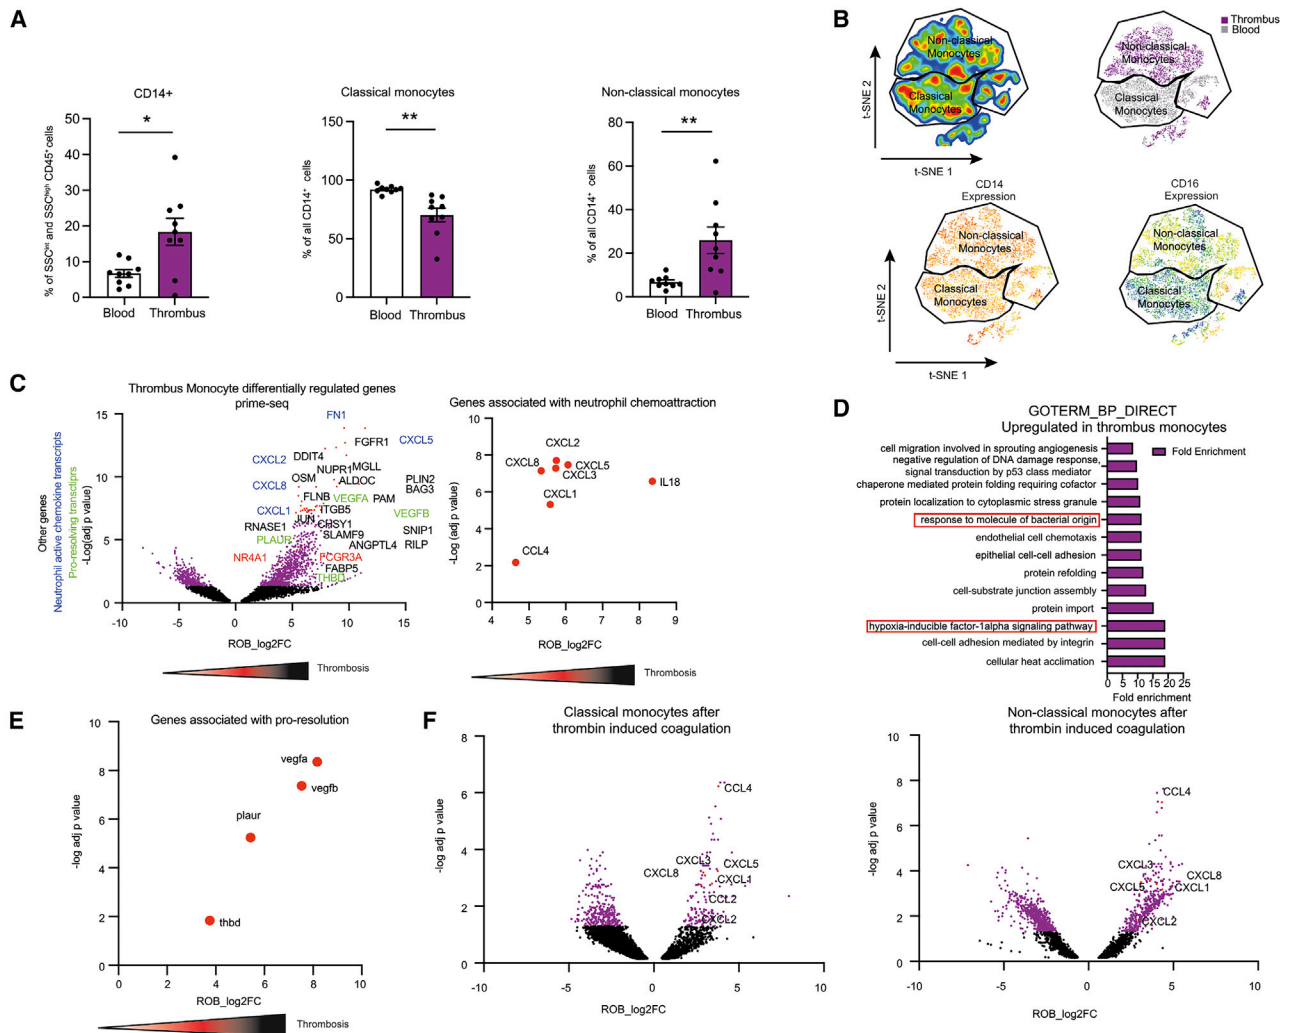 A
CD14+
*
50
40
30
20
10
0
% of SSCint and SSChigh CD45+ cells
Blood
Thrombus
Classical monocytes
**
150
100
50
0
% of all CD14+ cells
Blood
Thrombus
Non-classical monocytes
**
80
60
40
20
0
% of all CD14+ cells
Blood
Thrombus
B
Non-classical
Monocytes
Classical
Monocytes
t-SNE 2
t-SNE 1
Thrombus
Blood
Non-classical
Monocytes
Classical
Monocytes
CD14
Expression
Non-classical
Monocytes
Classical
Monocytes
t-SNE 2
t-SNE 1
CD16
Expression
Non-classical
Monocytes
Classical
Monocytes
C
Thrombus Monocyte differentially regulated genes
prime-seq
Other genes
Neutrophil active chemokine transcripts
Pro-resolving transctiprs
-Log(adj p value)
15
10
5
0
FN1
FGFR1
CXCL5
CXCL2
DDIT4
NUPR1
MGLL
OSM
ALDOC
PLIN2
CXCL8
BAG3
FLNB
VEGFA
PAM
CXCL1
ITGB5
VEGFB
JUN
CHSY1
RNASE1
SLAMF9
SNIP1
PLAUR
ANGPTL4
RILP
NR4A1
FCGR3A
FABP5
THBD
-10
-5
0
5
10
15
ROB_log2FC
Thrombosis
Genes associated with neutrophil chemoattraction
10
8
6
4
2
0
-Log (adj p value)
CXCL2
CXCL8
CXCL5
CXCL3
IL18
CXCL1
CCL4
4
5
6
7
8
9
ROB_log2FC
Thrombosis
D
GOTERM_BP_DIRECT
Upregulated in thrombus monocytes
Fold Enrichment
cell migration involved in sprouting angiogenesis
negative regulation of DNA damage response,
signal transduction by p53 class mediator
chaperone mediated protein folding requiring cofactor
protein localization to cytoplasmic stress granule
response to molecule of bacterial origin
endothelial cell chemotaxis
epithelial cell-cell adhesion
protein refolding
cell-substrate junction assembly
protein import
hypoxia-inducible factor-1alpha signaling pathway
cell-cell adhesion mediated by integrin
cellular heat acclimation
0 5 10 15 20 25
Fold enrichment
E
Genes associated with pro-resolution
10
8
6
4
2
0
-log adj p value
vegfa
vegfb
plaur
thbd
0
2
4
6
8
10
ROB_log2FC
Thrombosis
F
Classical monocytes after
thrombin induced coagulation
8
6
4
2
0
CCL4
CXCL3
CXCL5
CXCL8
CXCL1
CCL2
CXCL2
-10
-5
0
5
10
ROB_log2FC
Non-classical monocytes after
thrombin induced coagulation
10
8
6
4
2
0
-log adj p value
CCL4
CXCL3
CXCL8
CXCL5
CXCL1
CXCL2
-10
-5
0
5
10
ROB_log2FC